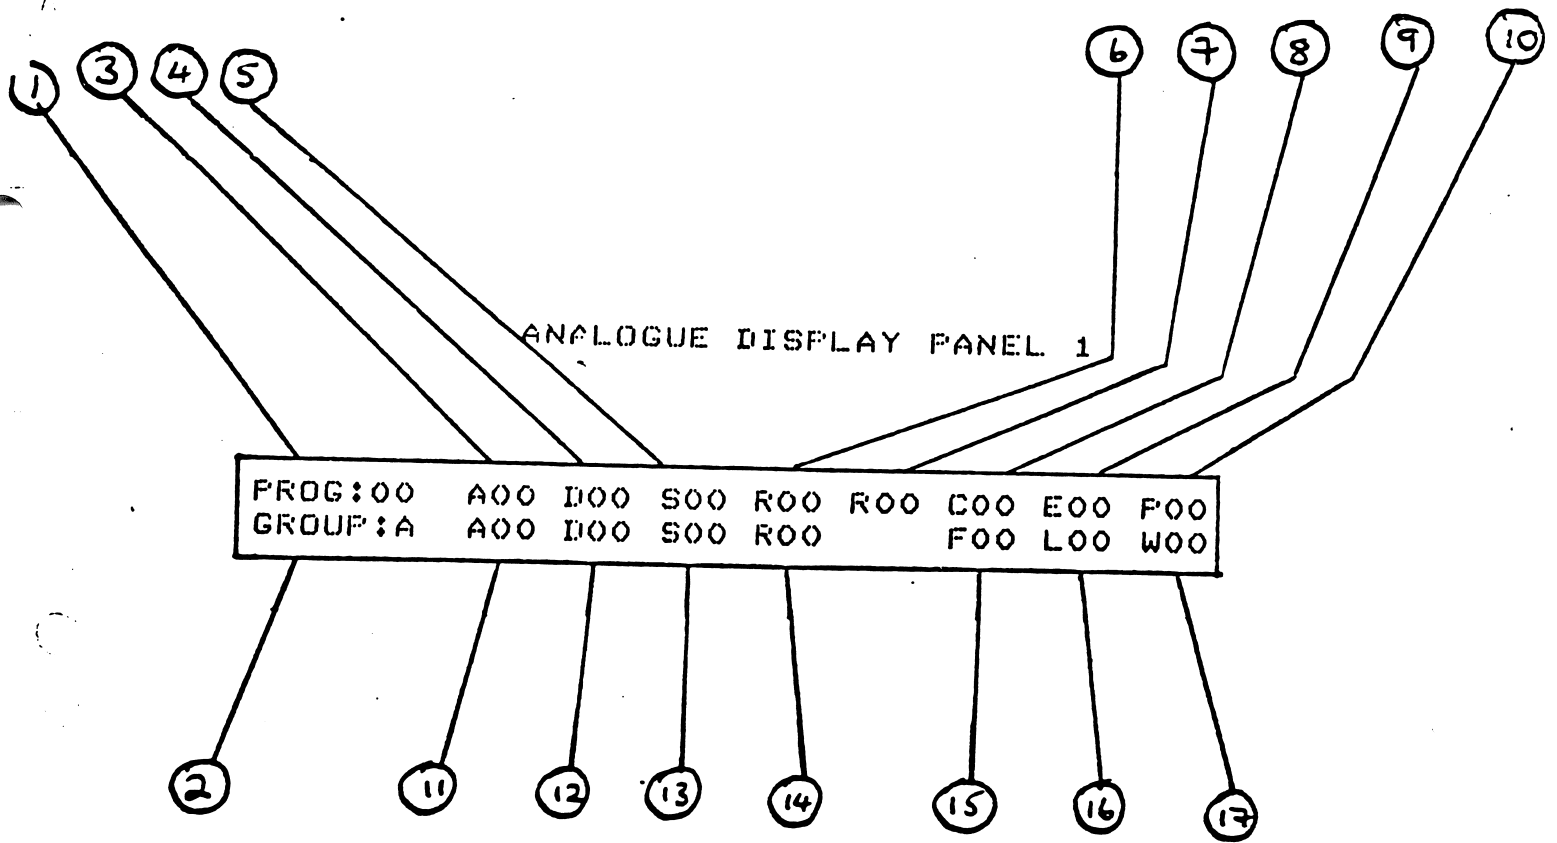 1 3 4 5 6 7 8 9 10
ANALOGUE DISPLAY PANEL 1
PROG:00 A00 D00 S00 R00 R00 C00 E00 P00
GROUP:A A00 D00 S00 R00 F00 L00 W00
2 11 12 13 14 15 16 17